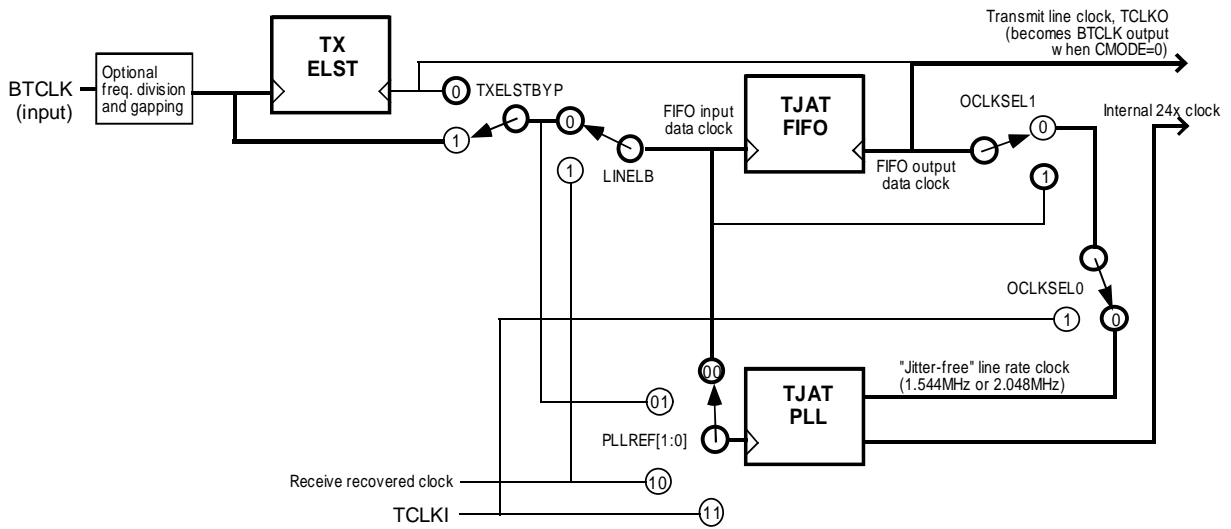 BTCLK
(input)
Optional
freq. division
and gapping
TX
ELST
0
TXELSTBYP
1
0
1
LINELB
FIFO input
data clock
TJAT
FIFO
FIFO output
data clock
Transmit line clock, TCLKO
(becomes BTCLK output
when CMODE=0)
OCLKSEL1
0
1
Internal 24x clock
OCLKSEL0
1
0
"Jitter-free" line rate clock
(1.544MHz or 2.048MHz)
00
01
PLLREF[1:0]
TJAT
PLL
Receive recovered clock
10
TCLKI
11